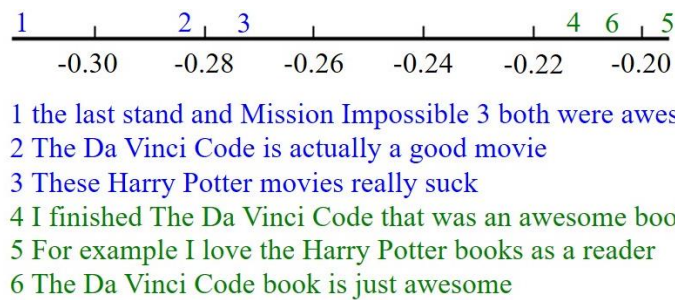 1 2 3 4 6 5
-0.30 -0.28 -0.26 -0.24 -0.22 -0.20
1 the last stand and Mission Impossible 3 both were
2 The Da Vinci Code is actually a good movie
3 These Harry Potter movies really suck
4 I finished The Da Vinci Code that was an awesome
5 For example I love the Harry Potter books as a reader
6 The Da Vinci Code book is just awesome